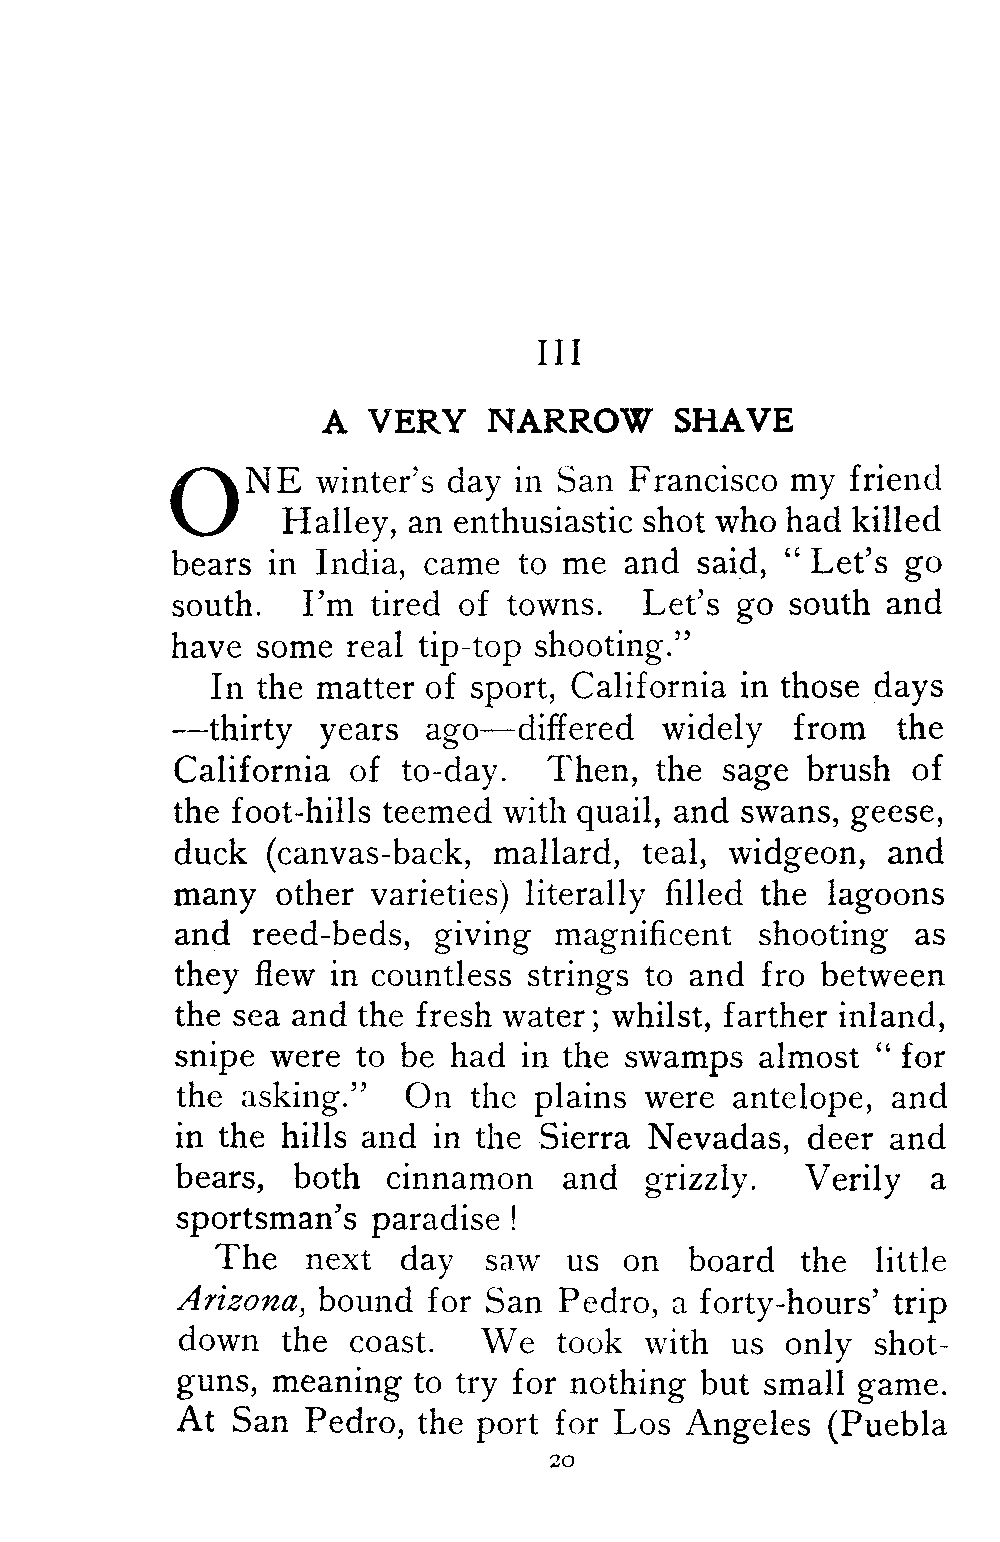 III
A VERY NARROW SHAVE
ONE winter's day in San Francisco my friend
Halley, an enthusiastic shot who had killed
bears in India, came to me and said, “ Let's go
south. I'm tired of towns. Let's go south and
have some real tip-top shooting.”
In the matter of sport, California in those days
—thirty years ago—differed widely from the
California of to-day. Then, the sage brush of
the foot-hills teemed with quail, and swans, geese,
duck (canvas-back, mallard, teal, widgeon, and
many other varieties) literally filled the lagoons
and reed-beds, giving magnificent shooting as
they flew in countless strings to and fro between
the sea and the fresh water; whilst, farther inland,
snipe were to be had in the swamps almost “ for
the asking.” On the plains were antelope, and
in the hills and in the Sierra Nevadas, deer and
bears, both cinnamon and grizzly. Verily a
sportsman's paradise !
The next day saw us on board the little
Arizona, bound for San Pedro, a forty-hours' trip
down the coast. We took with us only shot-
guns, meaning to try for nothing but small game.
At San Pedro, the port for Los Angeles (Puebla
20